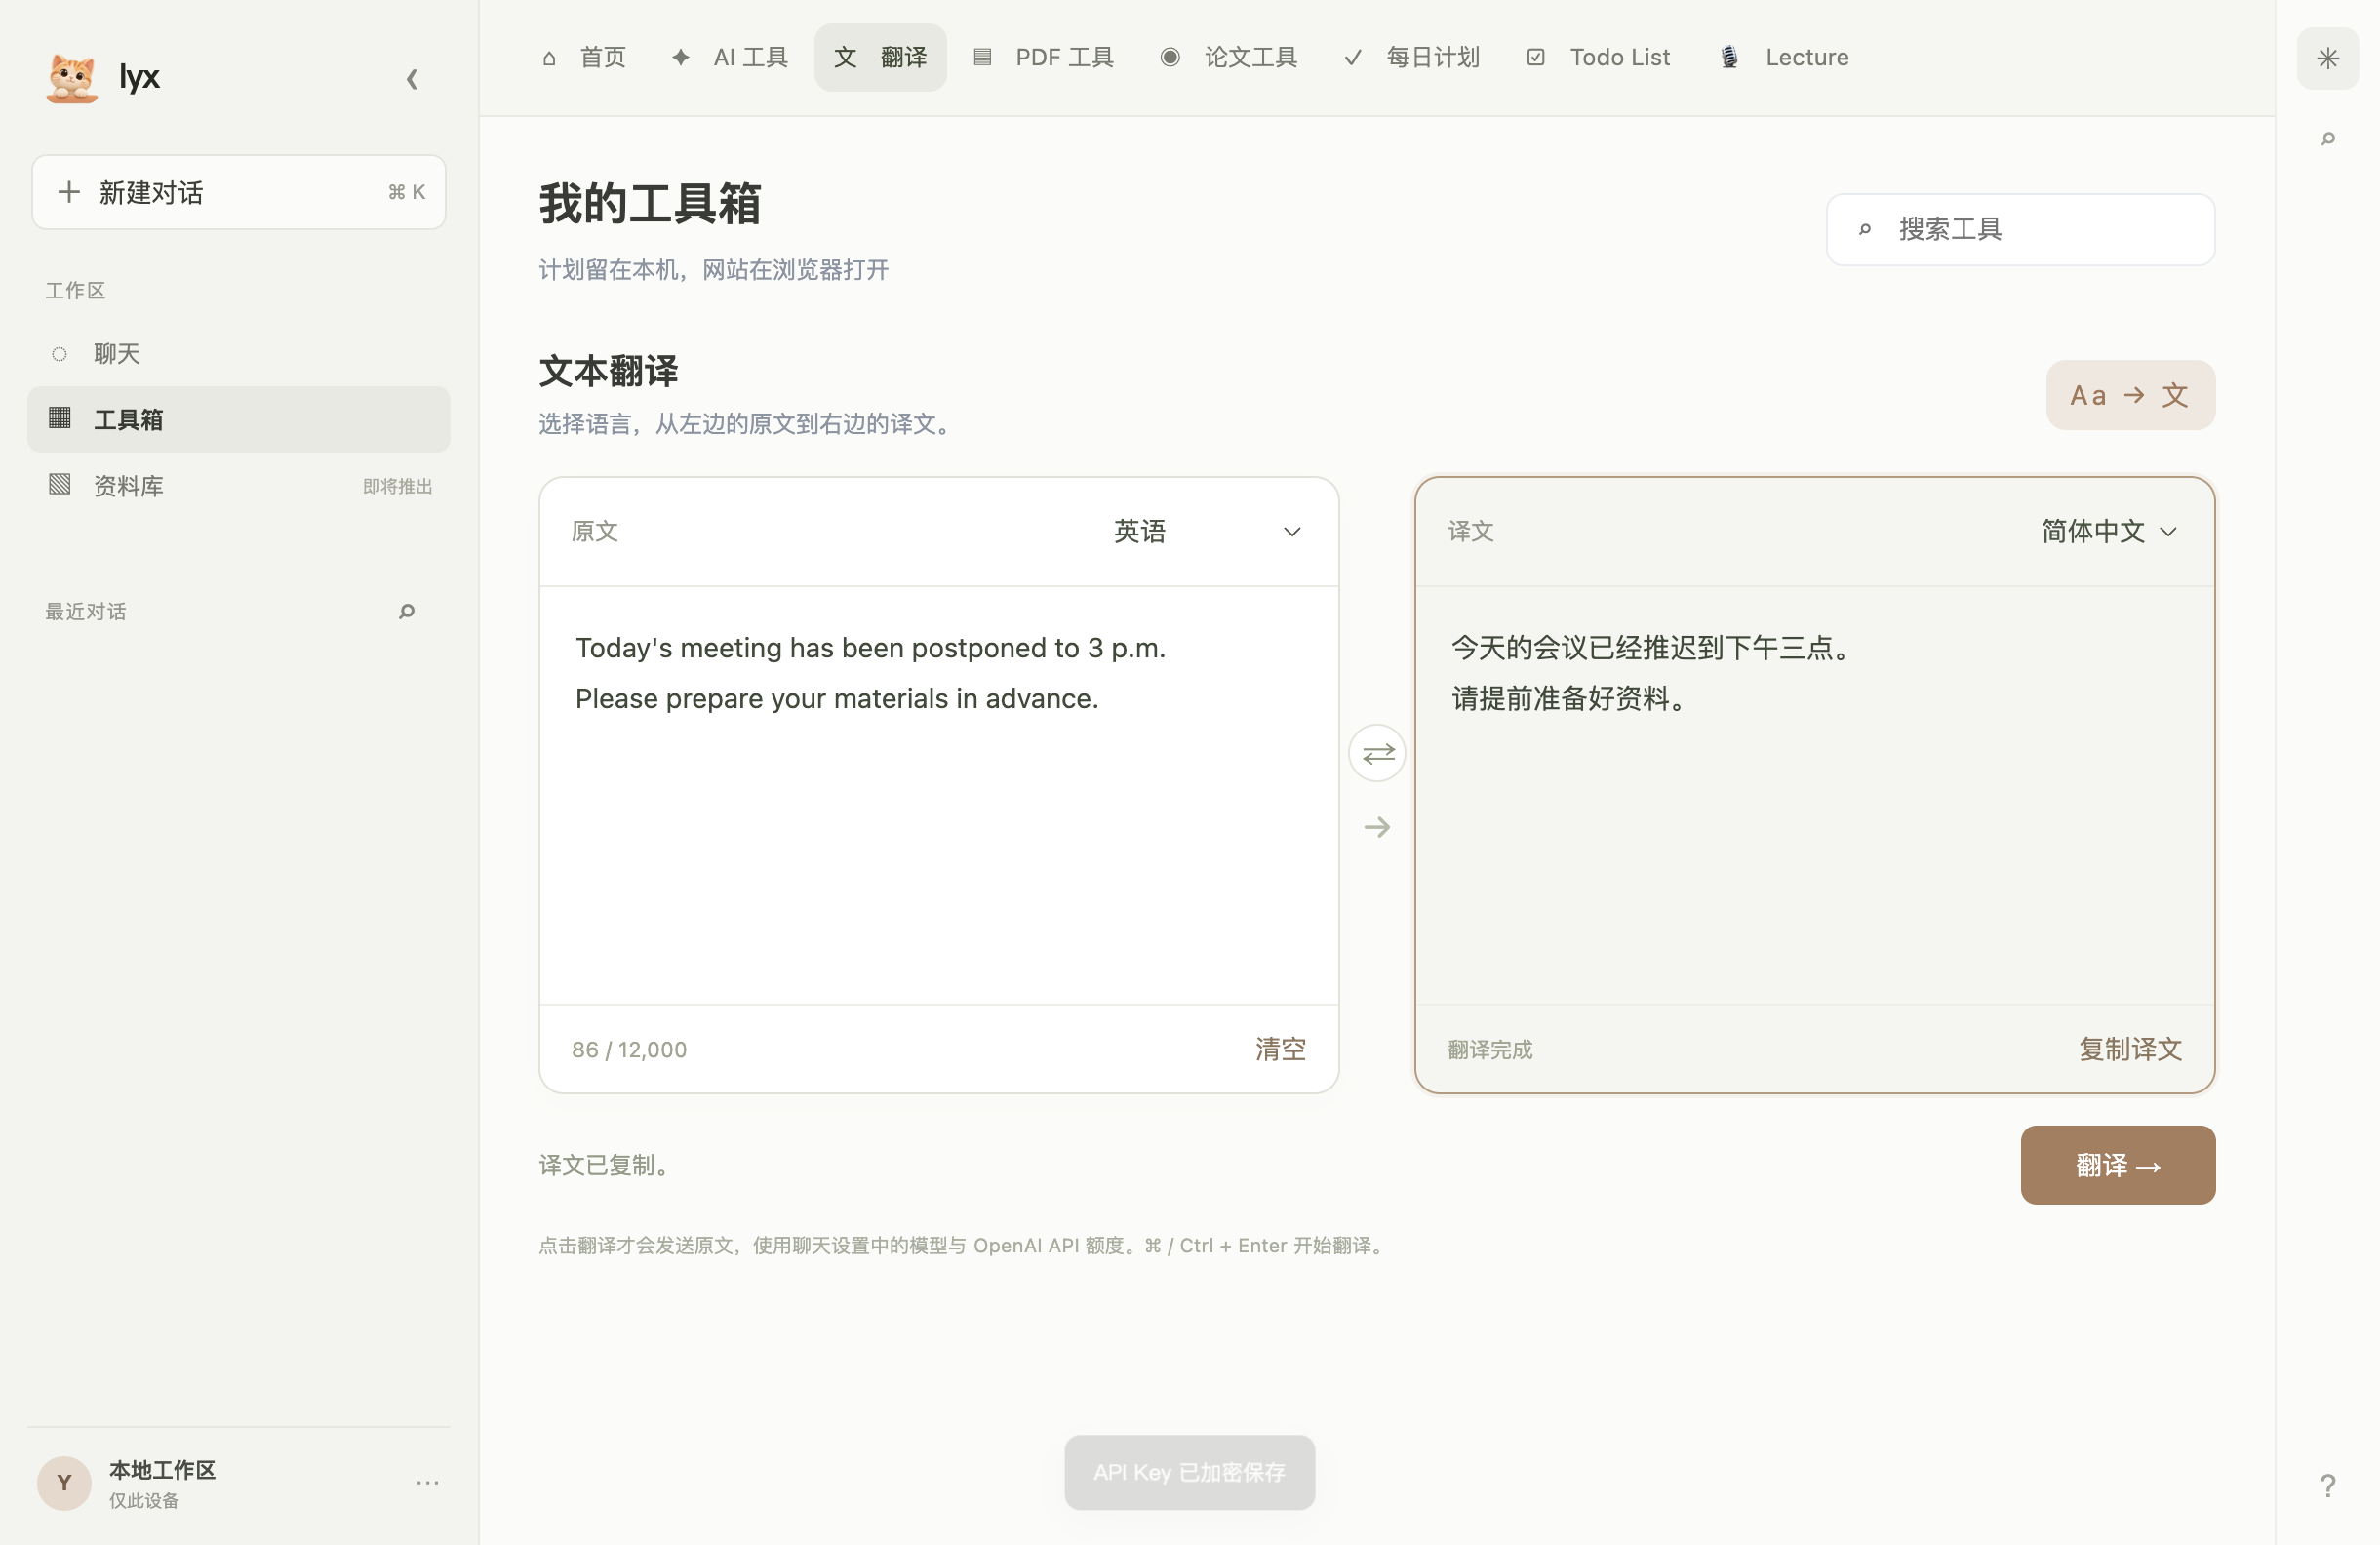 lyx
新建对话 ⌘ K
工作区
聊天
工具箱
资料库 即将推出
最近对话
Y
本地工作区
仅此设备
首页 AI 工具 文 翻译 PDF 工具 论文工具 每日计划 Todo List Lecture
我的工具箱
计划留在本机，网站在浏览器打开
搜索工具
文本翻译
选择语言，从左边的原文到右边的译文。
Aa → 文
原文 英语
Today's meeting has been postponed to 3 p.m.
Please prepare your materials in advance.
86 / 12,000 清空
译文 简体中文
今天的会议已经推迟到下午三点。
请提前准备好资料。
翻译完成 复制译文
译文已复制。
翻译 →
点击翻译才会发送原文，使用聊天设置中的模型与 OpenAI API 额度。⌘ / Ctrl + Enter 开始翻译。
API Key 已加密保存
?